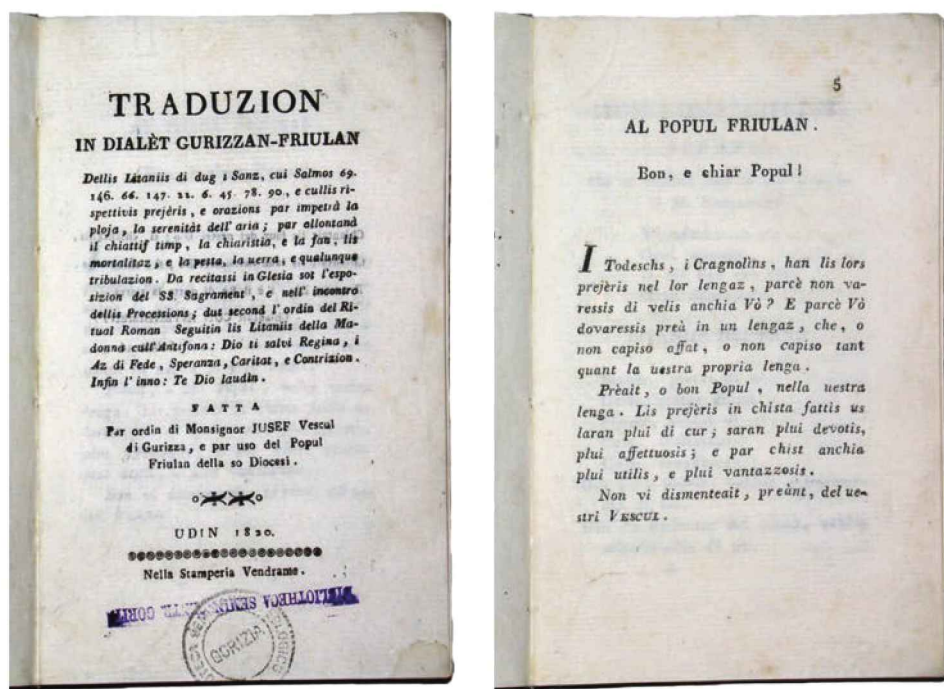 TRADUZION
IN DIALÈT GURIZZAN-FRIULAN
Dellis Litaniis di dug i Sanz, cui Salmos 69.
146. 66. 147. 21. 6. 45. 78. 90., e cullis ri-
spettivis prejèris, e orazions par impetrà la
ploja, la serenitàt dell'aria; par allontanà
il chiattif timp, la chiaristia, e la fan, lis
mortalitaz, e la pesta, la uerra, e qualunque
tribulazion. Da recitassi in Glesia sot l'espo-
sizion del SS. Sagrament, e nell'incontro
dellis Processions; dut second l'ordin del Ri-
tual Roman Seguitin lis Litaniis della Ma-
donna cull'Antifona: Dio ti salvi Regina, i
Az di Fede, Speranza, Caritat, e Contrizion.
Infin l'inno: Te Dio laudin.
FATTA
Par ordin di Monsignor JUSEF Vescul
di Gurizza, e par uso del Popul
Friulan della so Diocesi.
UDIN 1820.
Nella Stamperia Vendrame.
BIBLIOTHECA
GORIZIA
5
AL POPUL FRIULAN.
Bon, e chiar Popul!
I Todeschs, i Cragnolìns, han lis lors
prejèris nel lor lengaz, parcè non va-
ressis di velis anchia Vò? E parcè Vò
dovaressis preà in un lengaz, che, o
non capiso affat, o non capiso tant
quant la uestra propria lenga.
Prèait, o bon Popul, nella uestra
lenga. Lis prejèris in chista fattis us
laran plui di cur; saran plui devotis,
plui affettuosis; e par chist anchia
plui utilis, e plui vantazzosis.
Non vi dismenteait, preànt, del ue-
stri VESCUL.